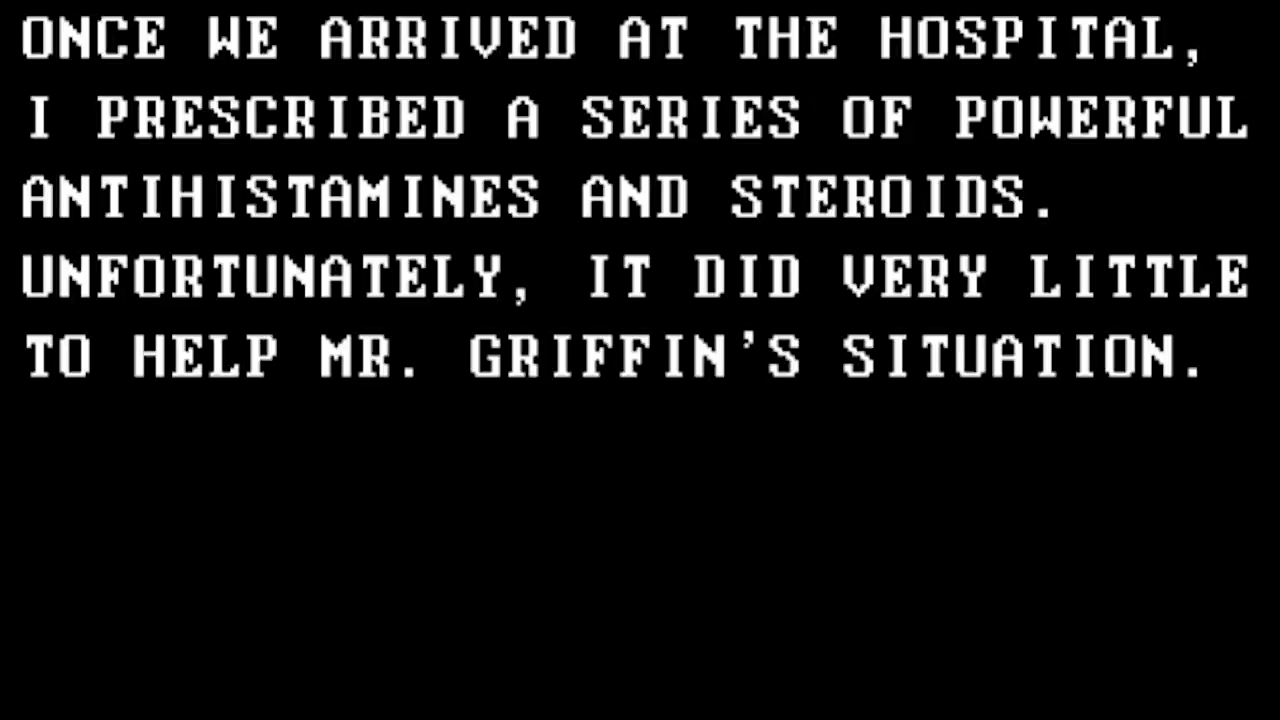 ONCE WE ARRIVED AT THE HOSPITAL,
I PRESCRIBED A SERIES OF POWERFUL
ANTIHISTAMINES AND STEROIDS.
UNFORTUNATELY, IT DID VERY LITTLE
TO HELP MR. GRIFFIN'S SITUATION.